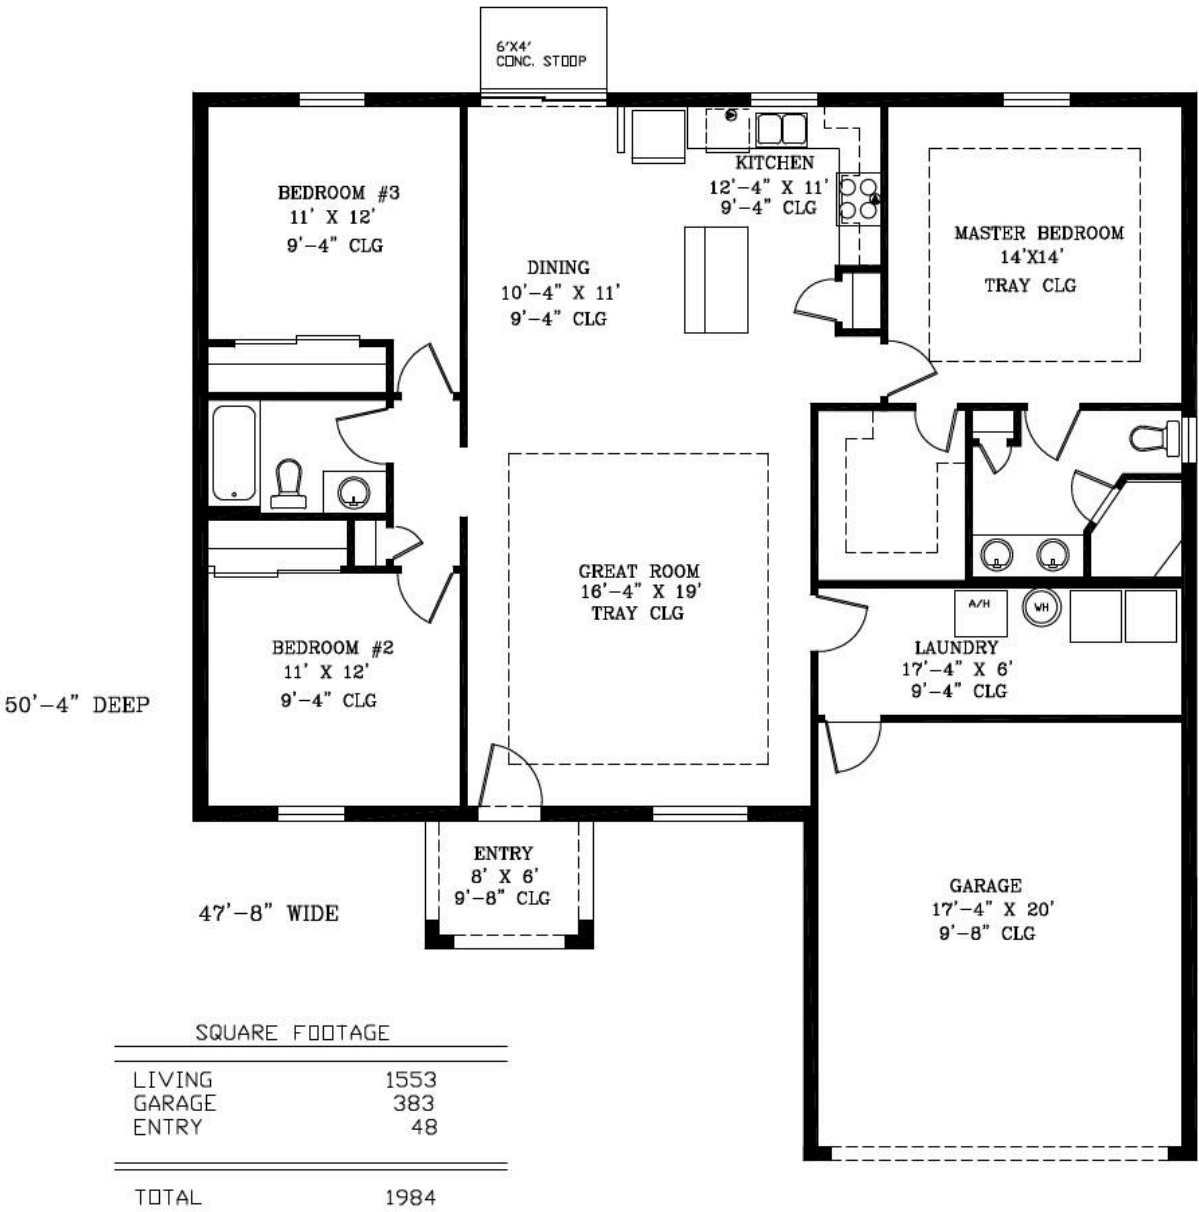 6'X4'
CONC. STOOP
BEDROOM #3
11' X 12'
9'-4" CLG
KITCHEN
12'-4" X 11'
9'-4" CLG
MASTER BEDROOM
14'X14'
TRAY CLG
DINING
10'-4" X 11'
9'-4" CLG
GREAT ROOM
16'-4" X 19'
TRAY CLG
A/H
WH
LAUNDRY
17'-4" X 6'
9'-4" CLG
BEDROOM #2
11' X 12'
9'-4" CLG
50'-4" DEEP
ENTRY
8' X 6'
9'-8" CLG
47'-8" WIDE
GARAGE
17'-4" X 20'
9'-8" CLG
SQUARE FOOTAGE
LIVING 1553
GARAGE 383
ENTRY 48
TOTAL 1984